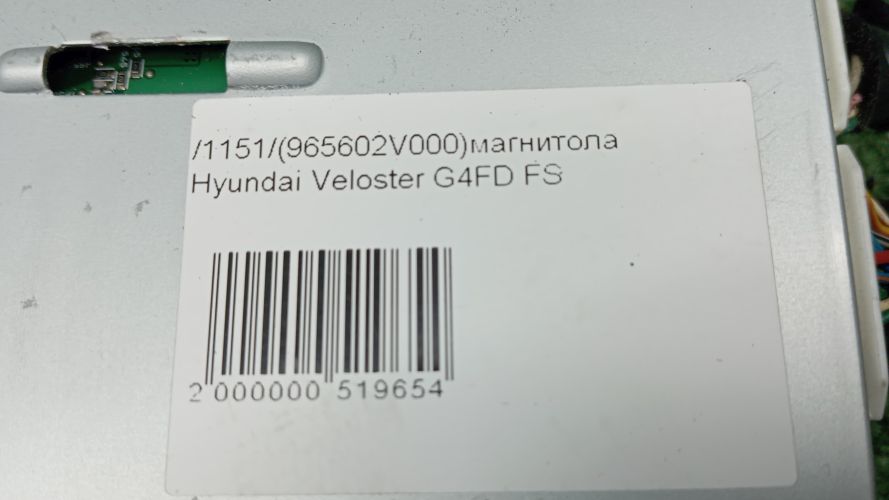 /1151/(965602V000)магнитола
Hyundai Veloster G4FD FS
2 000000 519654